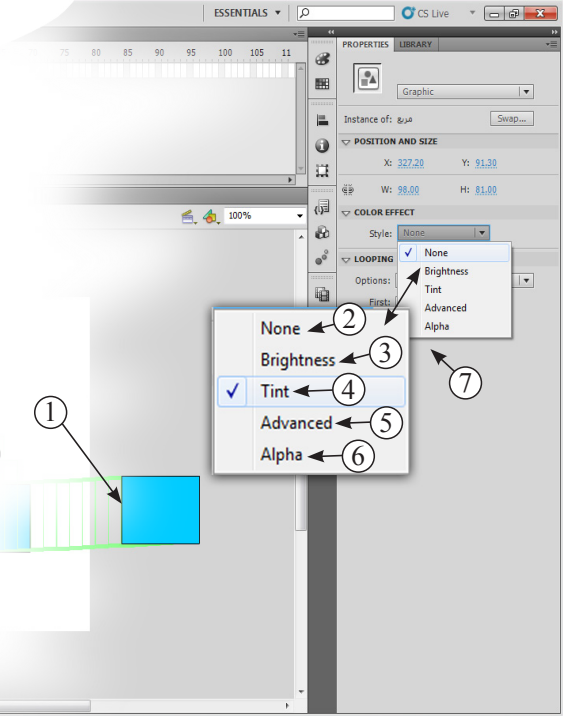 ESSENTIALS
CS Live
75 80 85 90 95 100 105 11
PROPERTIES LIBRARY
Graphic
Instance of: مربع
Swap...
POSITION AND SIZE
X: 327.20 Y: 91.30
W: 98.00 H: 81.00
100%
COLOR EFFECT
Style: None
None
Brightness
Tint
Advanced
Alpha
LOOPING
Options:
First:
None 2
Brightness 3
Tint 4
Advanced 5
Alpha 6
7
1